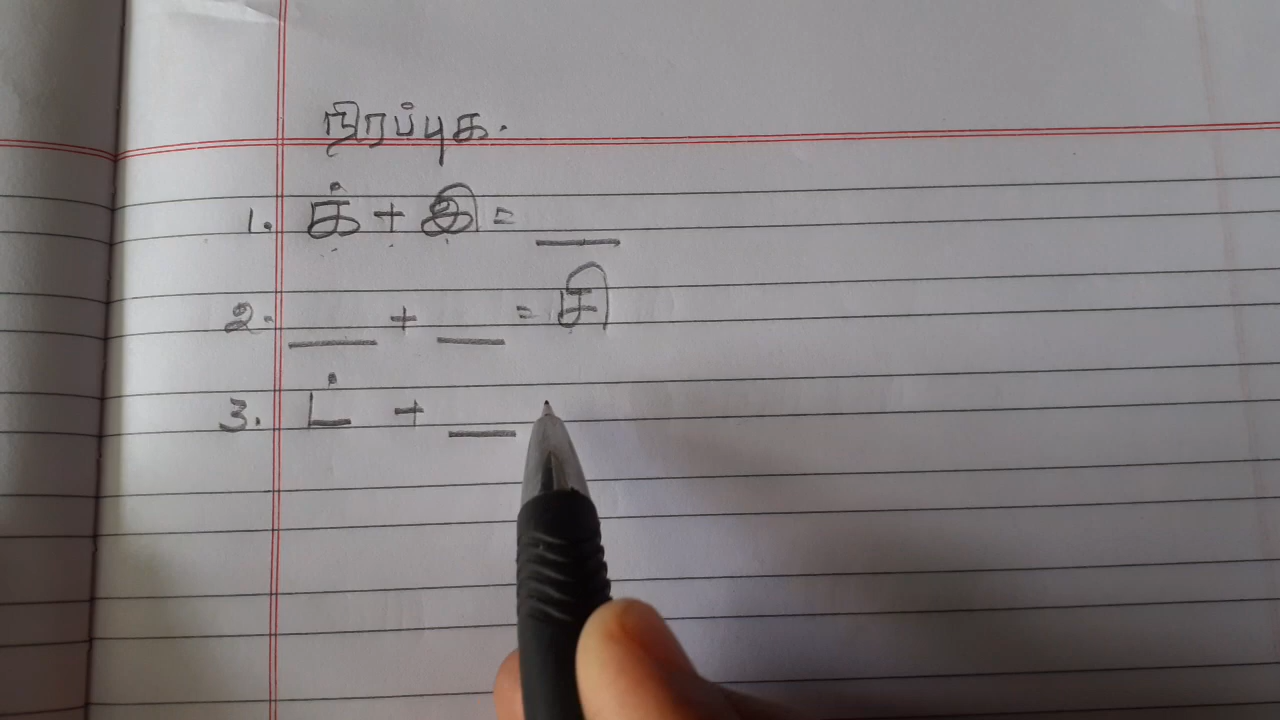 நிரப்புக.
1. க் + இ = ___
2. ___ + ___ = சி
3. ட் + ___